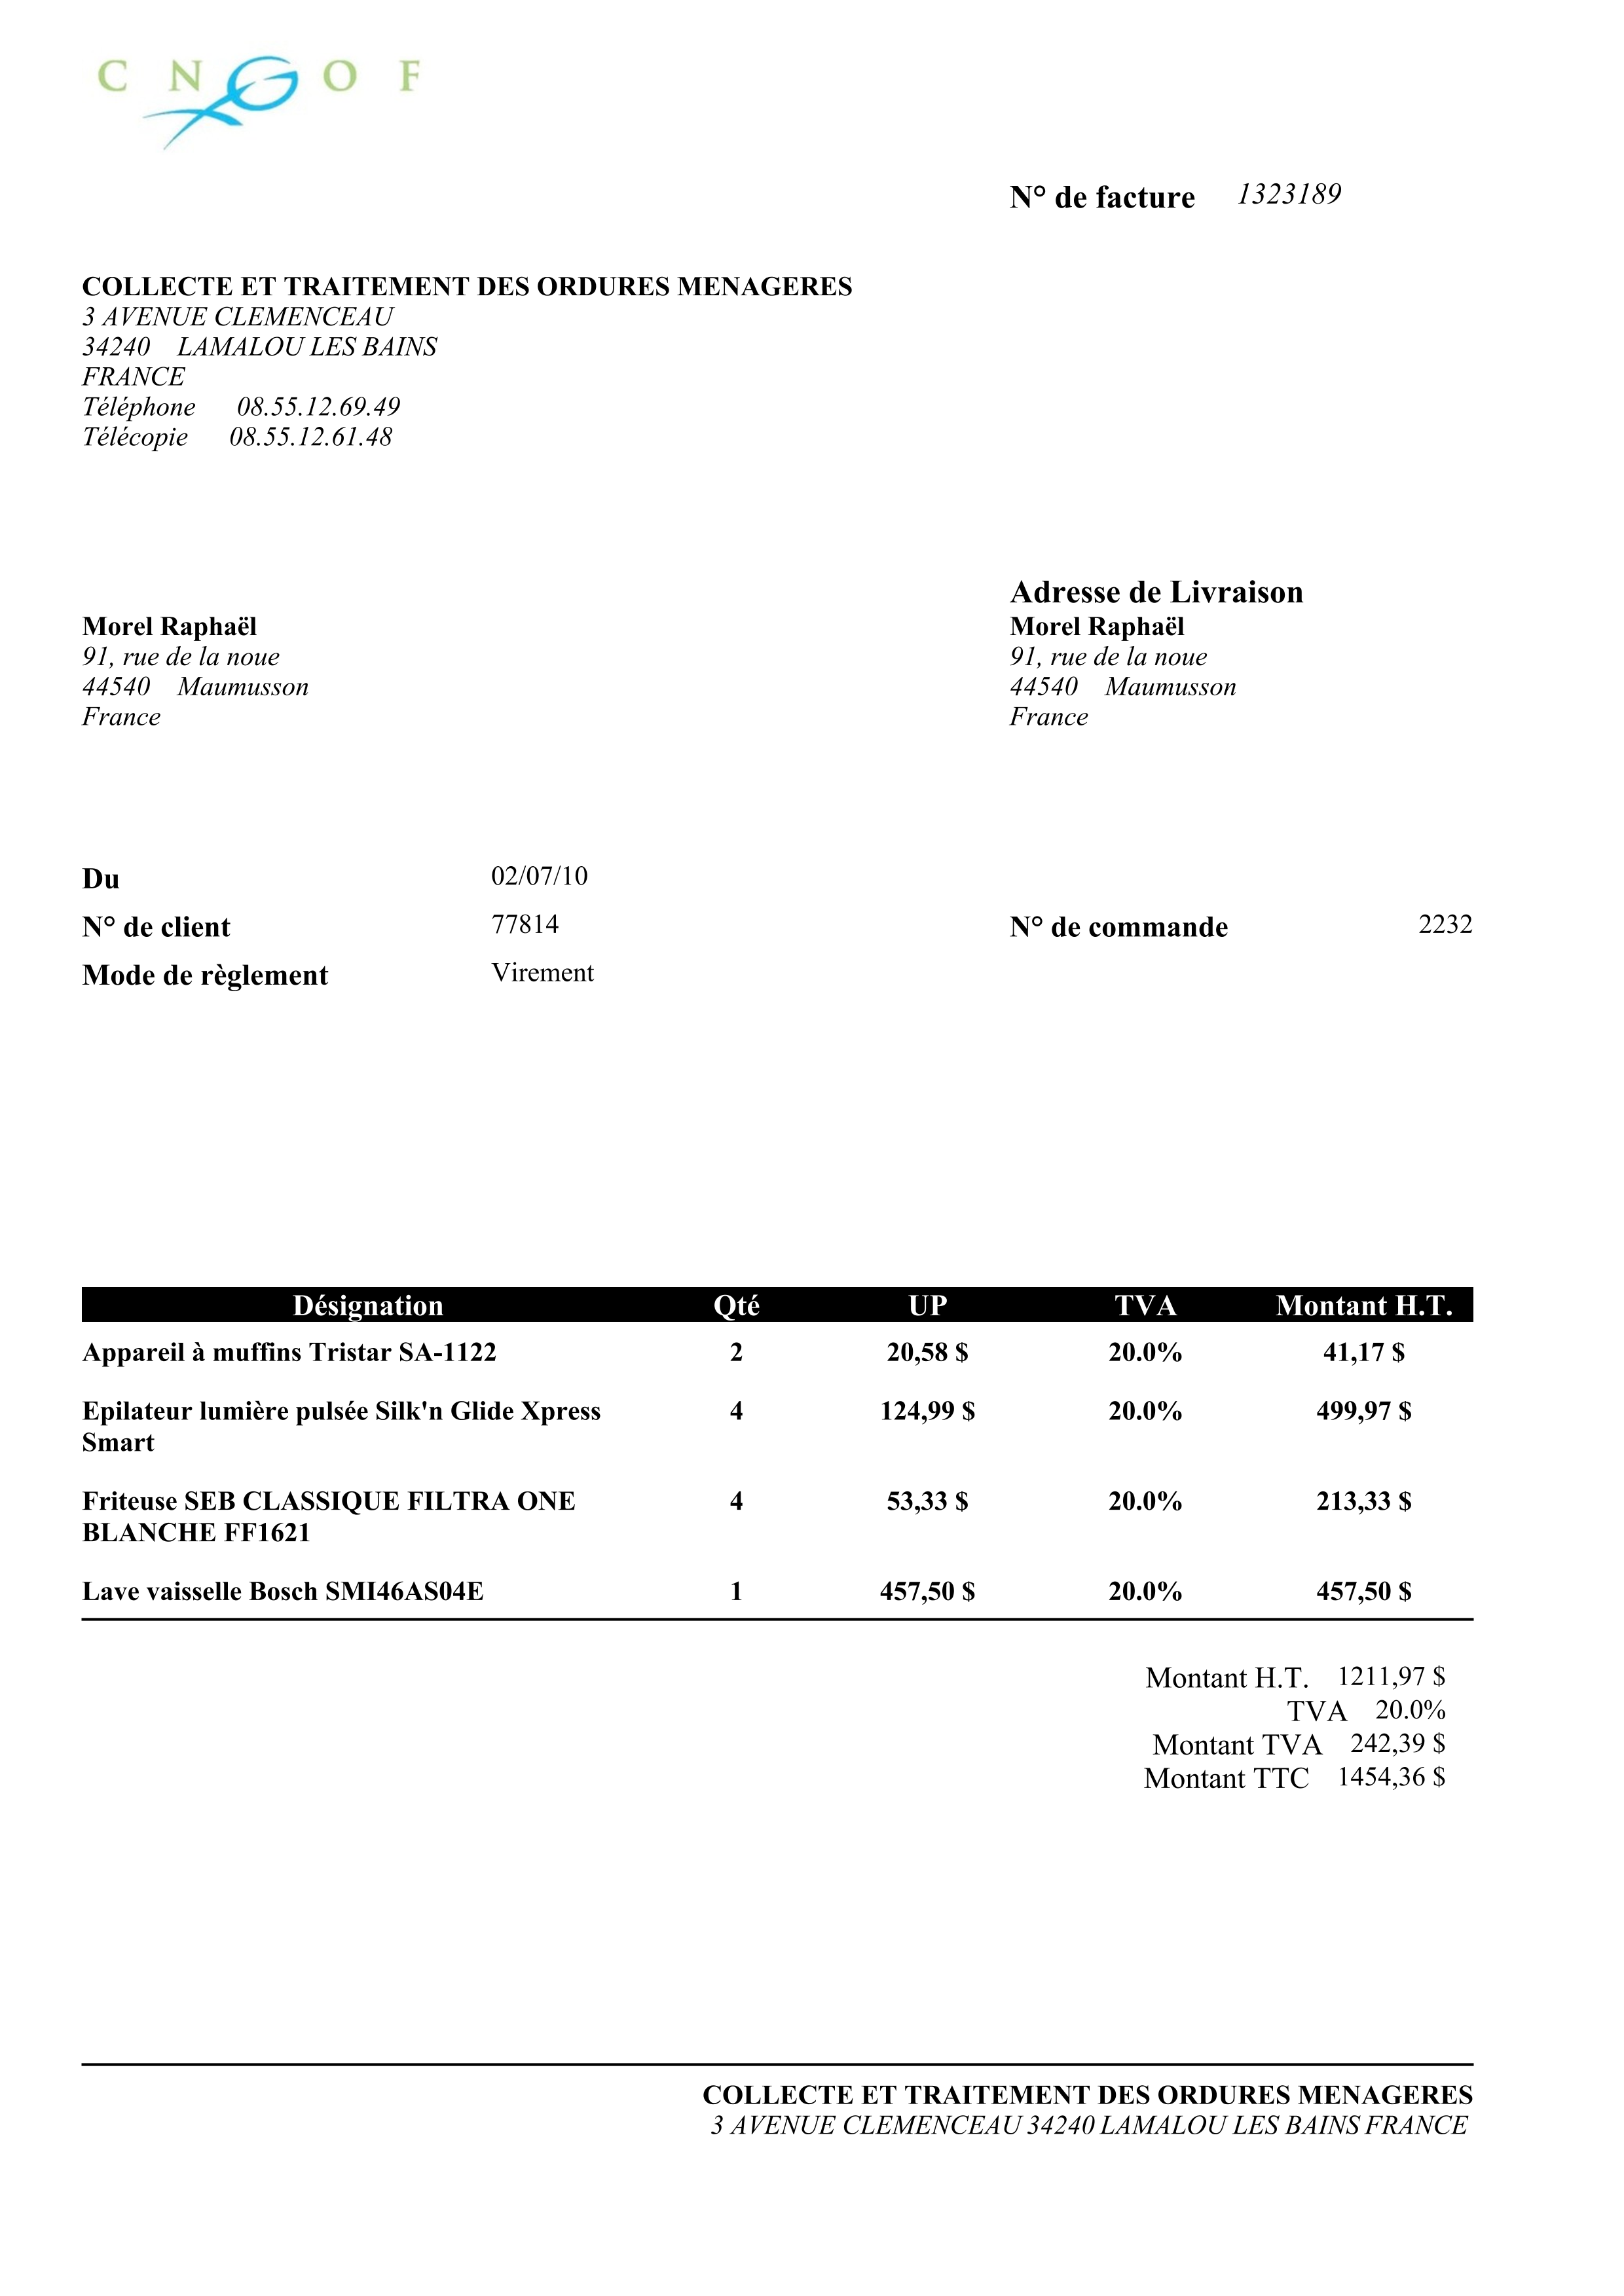 C N G O F
N° de facture 1323189
COLLECTE ET TRAITEMENT DES ORDURES MENAGERES
3 AVENUE CLEMENCEAU
34240 LAMALOU LES BAINS
FRANCE
Téléphone 08.55.12.69.49
Télécopie 08.55.12.61.48
Morel Raphaël
91, rue de la noue
44540 Maumusson
France
Adresse de Livraison
Morel Raphaël
91, rue de la noue
44540 Maumusson
France
Du 02/07/10
N° de client 77814 N° de commande 2232
Mode de règlement Virement
Désignation Qté UP TVA Montant H.T.
Appareil à muffins Tristar SA-1122 2 20,58 $ 20.0% 41,17 $
Epilateur lumière pulsée Silk'n Glide Xpress 4 124,99 $ 20.0% 499,97 $
Smart
Friteuse SEB CLASSIQUE FILTRA ONE 4 53,33 $ 20.0% 213,33 $
BLANCHE FF1621
Lave vaisselle Bosch SMI46AS04E 1 457,50 $ 20.0% 457,50 $
Montant H.T. 1211,97 $
TVA 20.0%
Montant TVA 242,39 $
Montant TTC 1454,36 $
COLLECTE ET TRAITEMENT DES ORDURES MENAGERES
3 AVENUE CLEMENCEAU 34240 LAMALOU LES BAINS FRANCE